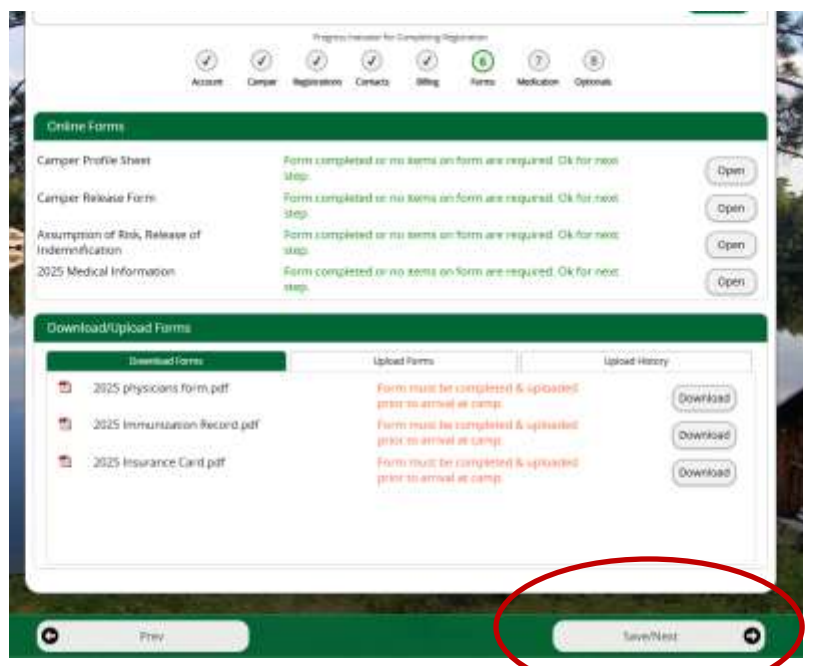 Progress Indicator for Completing Registration
6 7 8
Account Camper Registrations Contacts Billing Forms Medication Optionals
Online Forms
Camper Profile Sheet Form completed or no items on form are required. Ok for next
step. Open
Camper Release Form Form completed or no items on form are required. Ok for next
step. Open
Assumption of Risk, Release of Form completed or no items on form are required. Ok for next
Indemnification step. Open
2025 Medical Information Form completed or no items on form are required. Ok for next
step. Open
Download/Upload Forms
Download Forms Upload Forms Upload History
2025 physicians form.pdf Form must be completed & uploaded
prior to arrival at camp. Download
2025 Immunization Record.pdf Form must be completed & uploaded
prior to arrival at camp. Download
2025 Insurance Card.pdf Form must be completed & uploaded
prior to arrival at camp. Download
Prev Save/Next